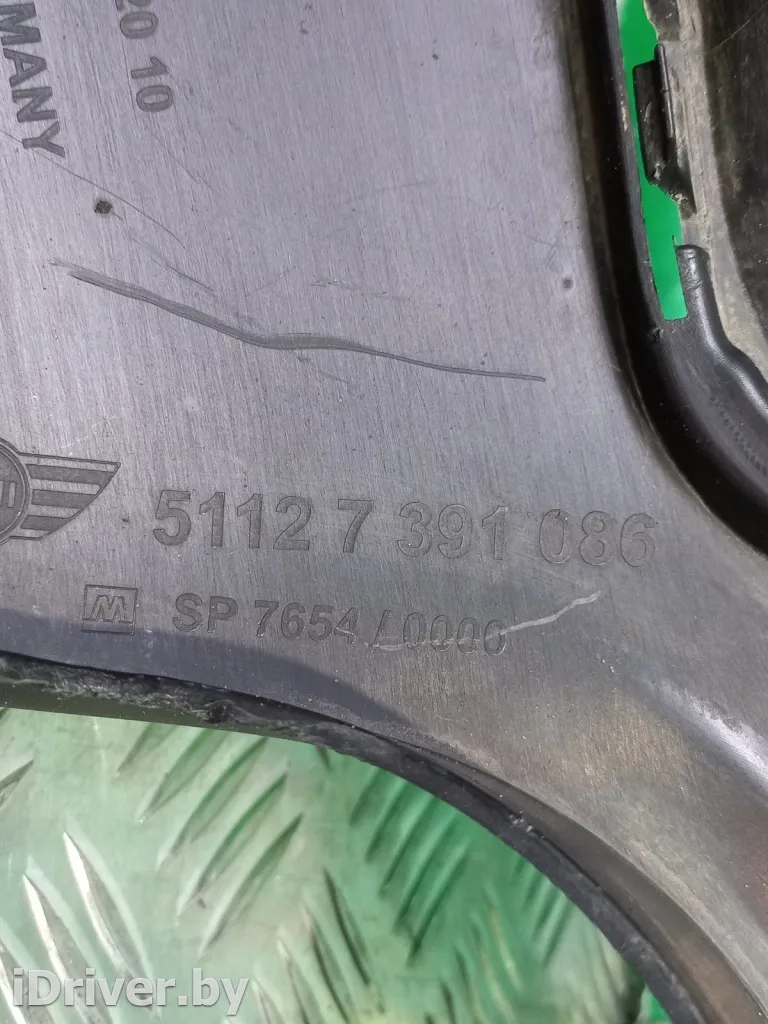 20 10
MANY
5112 7 391 086
M SP 7654 / 0000
iDriver.by